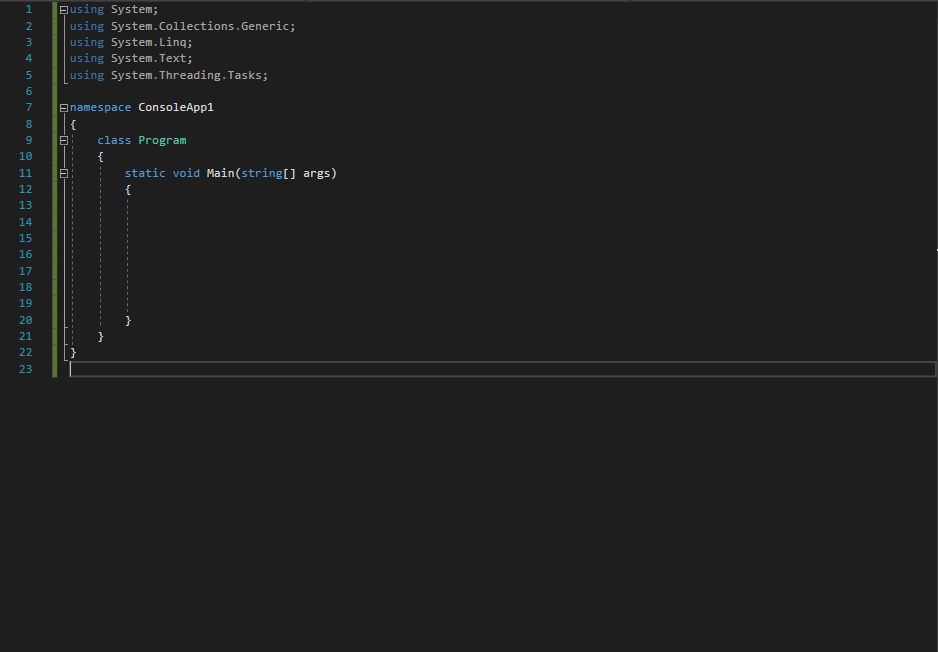 1 using System;
2 using System.Collections.Generic;
3 using System.Linq;
4 using System.Text;
5 using System.Threading.Tasks;
6
7 namespace ConsoleApp1
8 {
9 class Program
10 {
11 static void Main(string[] args)
12 {
13
14
15
16
17
18
19
20 }
21 }
22 }
23